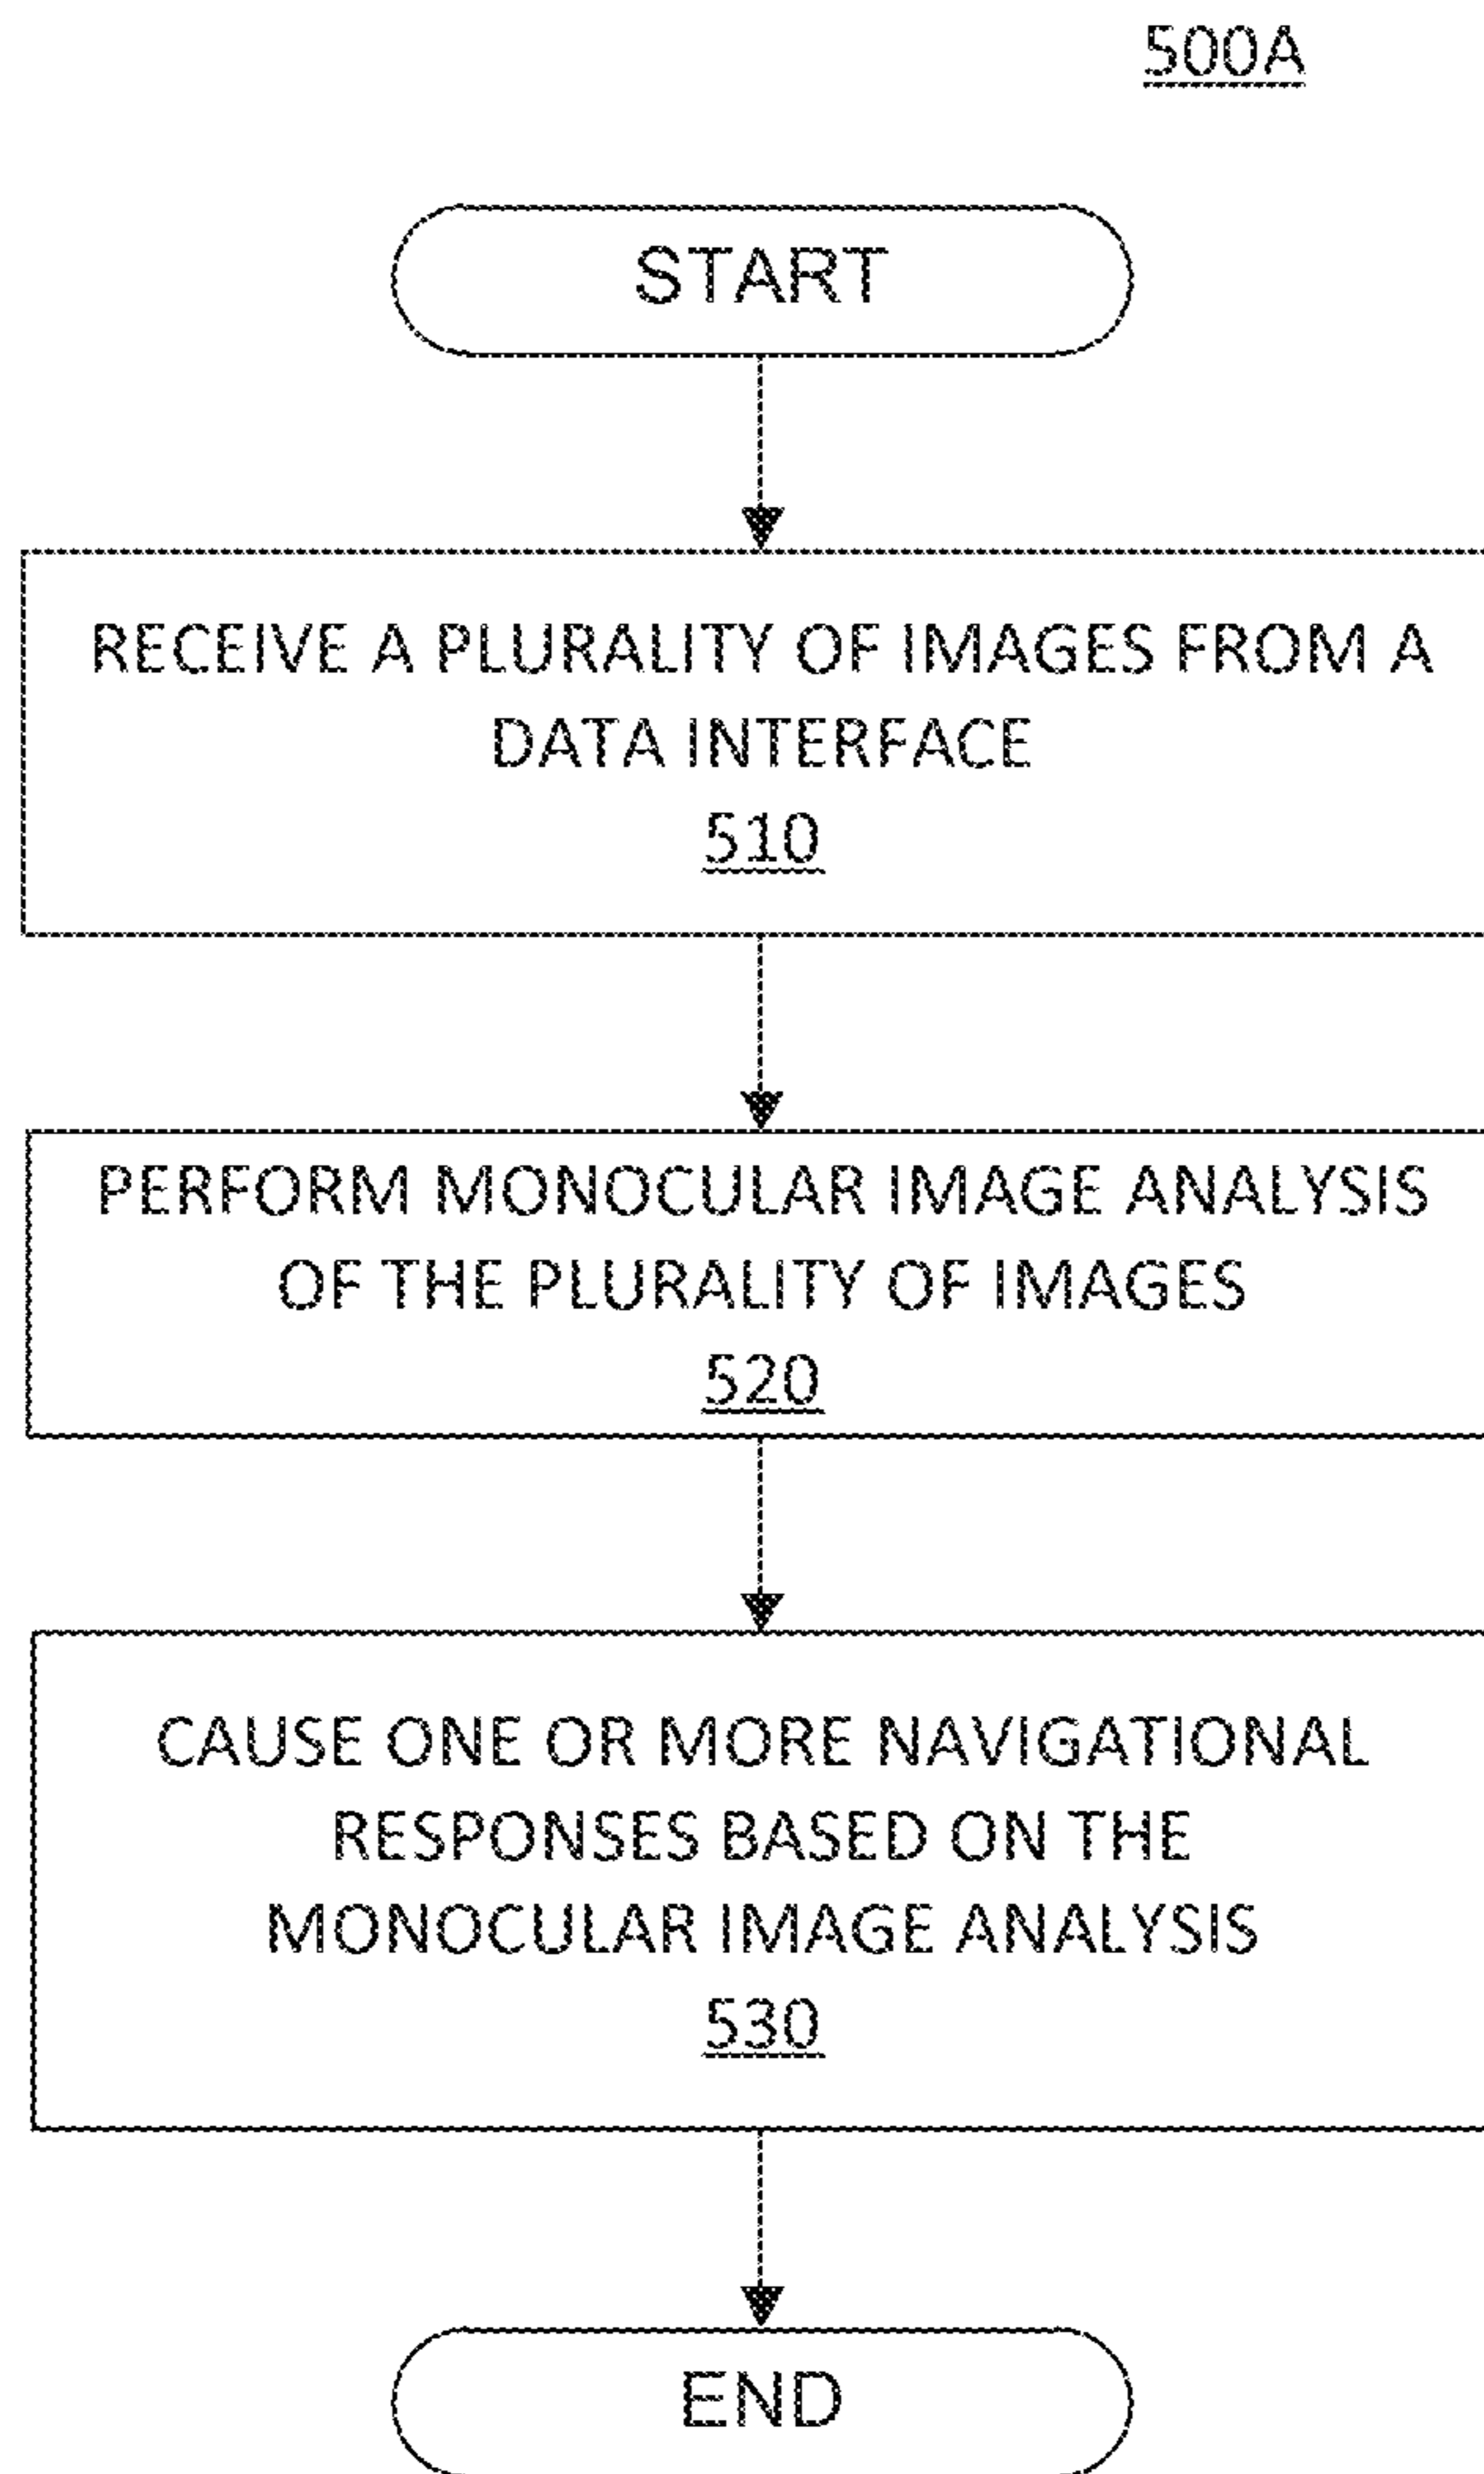 500A
START
RECEIVE A PLURALITY OF IMAGES FROM A
DATA INTERFACE
510
PERFORM MONOCULAR IMAGE ANALYSIS
OF THE PLURALITY OF IMAGES
520
CAUSE ONE OR MORE NAVIGATIONAL
RESPONSES BASED ON THE
MONOCULAR IMAGE ANALYSIS
530
END